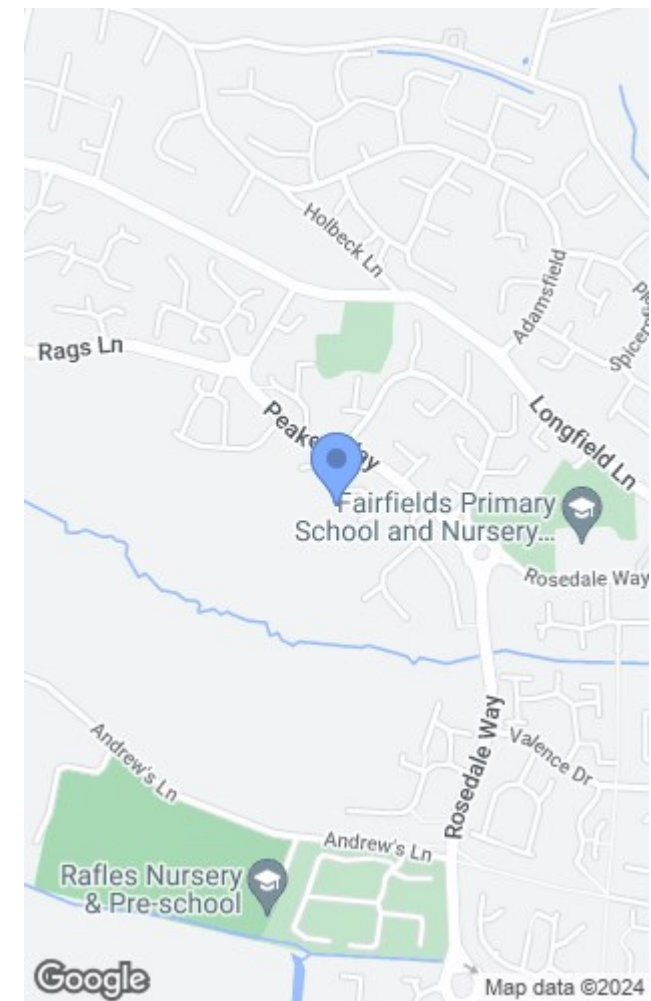 Holbeck Ln
Adamsfield
Rags Ln
Longfield Ln
Fairfields Primary
School and Nursery...
Rosedale Way
Andrew's Ln
Rosedale Way
Valence Dr
Andrew's Ln
Rafles Nursery
& Pre-school
Google
Map data ©2024